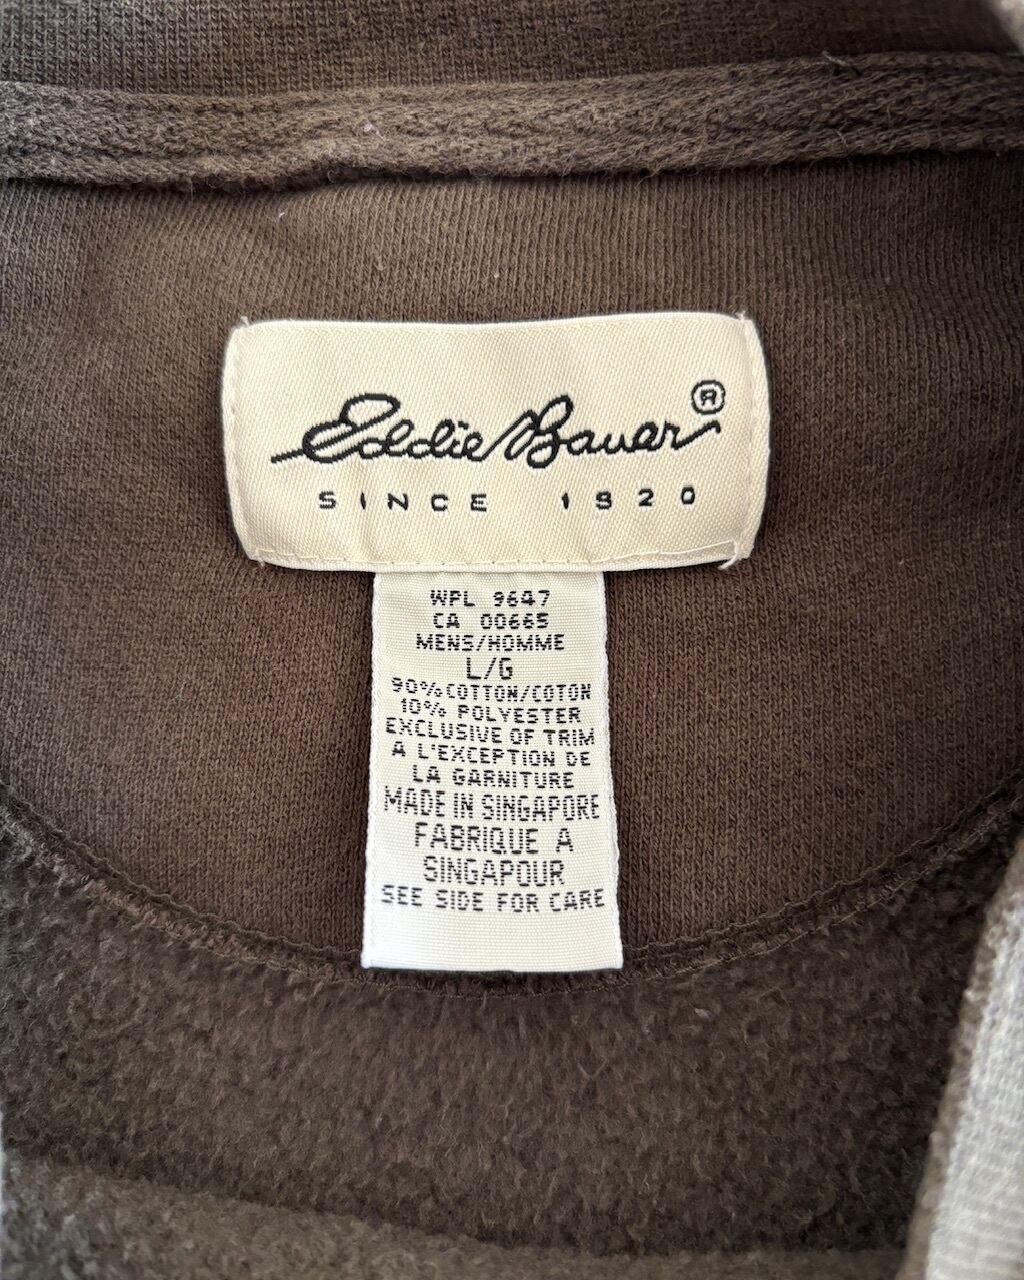 Eddie Bauer®
SINCE 1920
WPL 9647
CA 00665
MENS/HOMME
L/G
90% COTTON/COTON
10% POLYESTER
EXCLUSIVE OF TRIM
A L'EXCEPTION DE
LA GARNITURE
MADE IN SINGAPORE
FABRIQUE A
SINGAPOUR
SEE SIDE FOR CARE